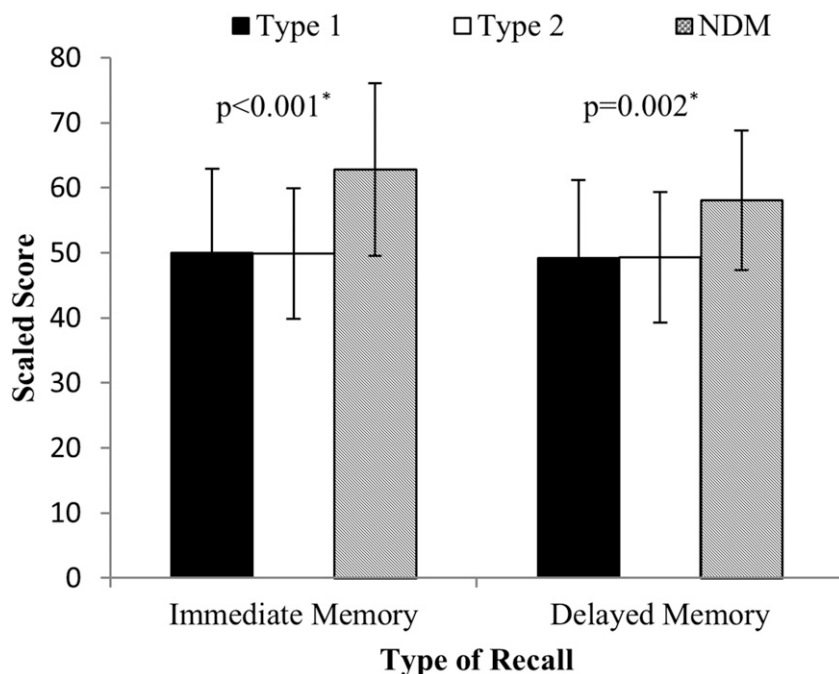 Type 1 Type 2 NDM
p<0.001* p=0.002*
80
70
60
50
40
30
20
10
0
Scaled Score
Immediate Memory Delayed Memory
Type of Recall